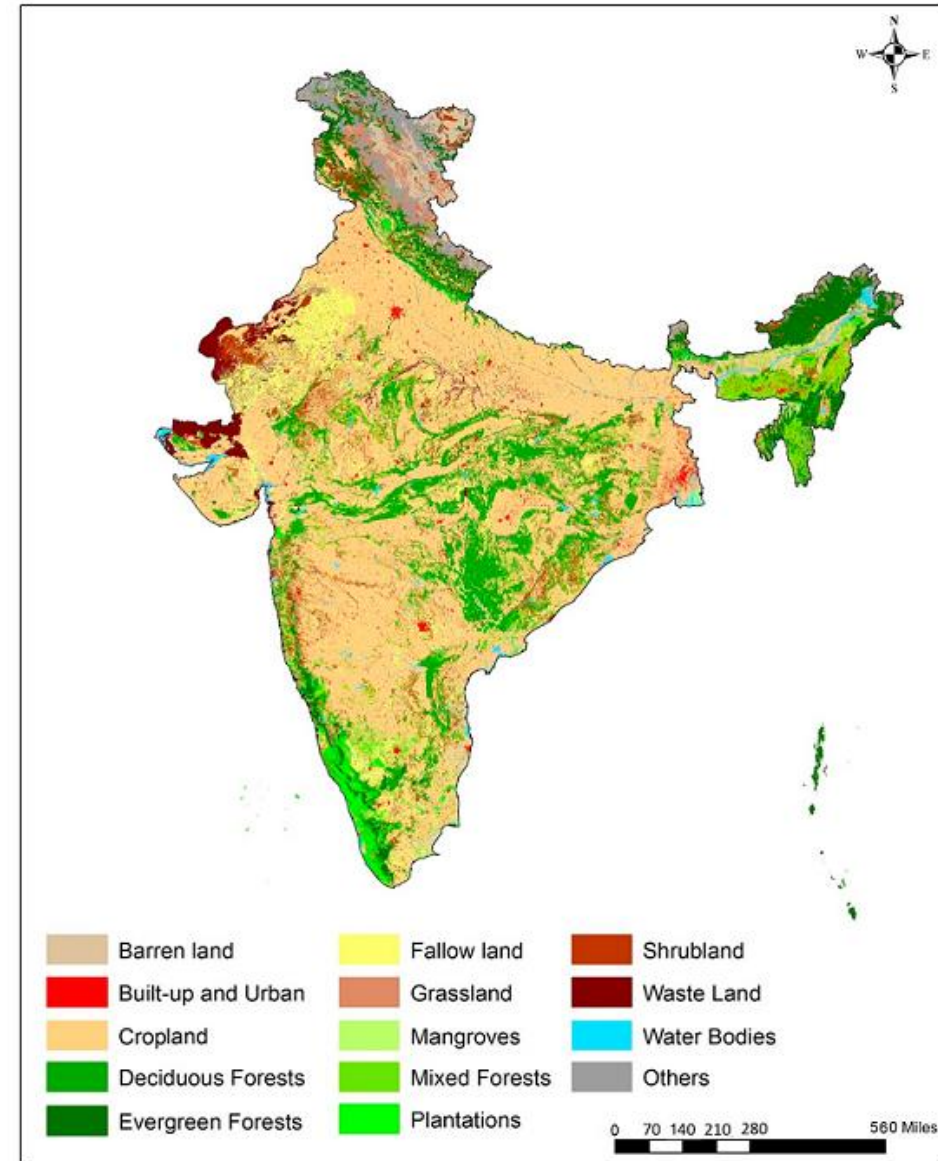 N
W E
S
Barren land Fallow land Shrubland
Built-up and Urban Grassland Waste Land
Cropland Mangroves Water Bodies
Deciduous Forests Mixed Forests Others
Evergreen Forests Plantations
0 70 140 210 280 560 Miles